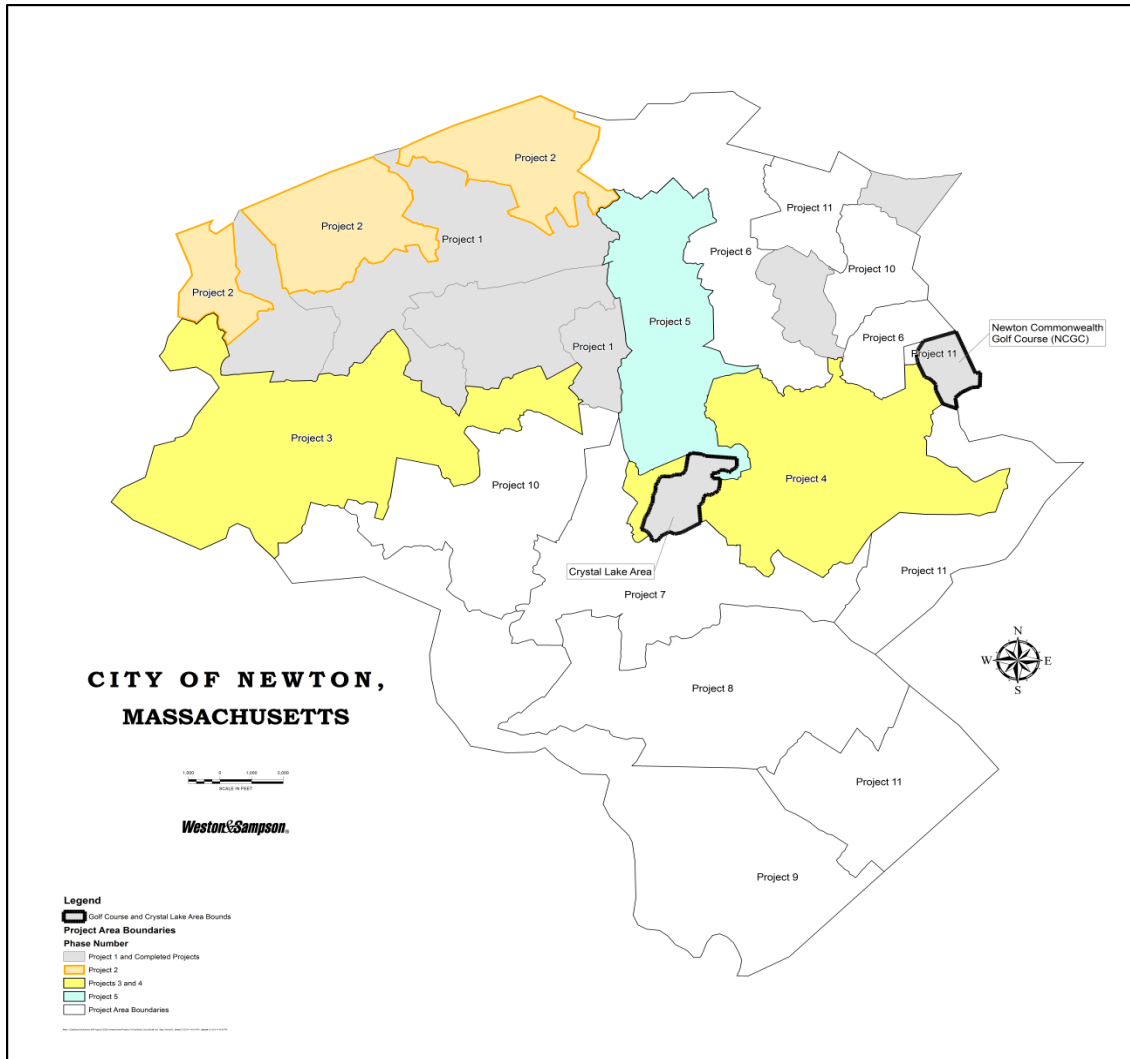 Project 2
Project 2
Project 11
Project 2
Project 1
Project 6
Project 10
Project 2
Project 5
Project 6
Project 1
Project 11
Newton Commonwealth
Golf Course (NCGC)
Project 3
Project 4
Project 10
Crystal Lake Area
Project 11
Project 7
N
W
E
S
CITY OF NEWTON,
MASSACHUSETTS
Project 8
1,000 0 1,000 2,000
SCALE IN FEET
Project 11
Weston&Sampson®
Project 9
Legend
Golf Course and Crystal Lake Area Bounds
Project Area Boundaries
Phase Number
Project 1 and Completed Projects
Project 2
Projects 3 and 4
Project 5
Project Area Boundaries